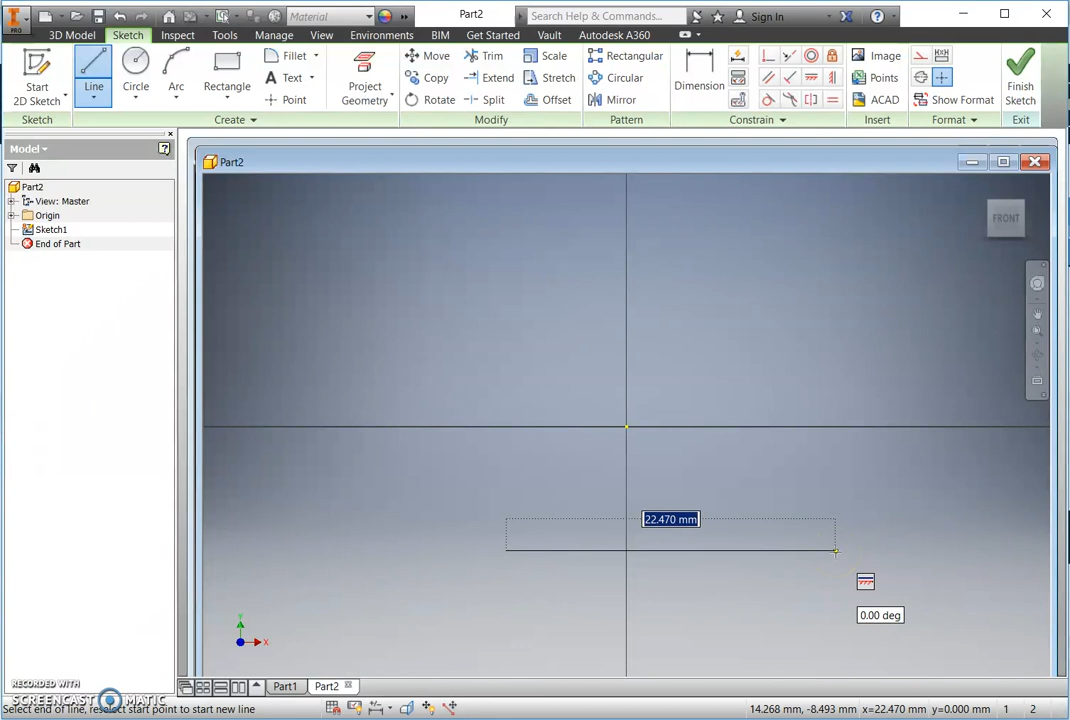 PRO
Material
Part2
Search Help & Commands...
Sign In
3D Model
Sketch
Inspect
Tools
Manage
View
Environments
BIM
Get Started
Vault
Autodesk A360
Start
2D Sketch
Line
Circle
Arc
Rectangle
Fillet
Text
Point
Project
Geometry
Move
Copy
Rotate
Trim
Extend
Split
Scale
Stretch
Offset
Rectangular
Circular
Mirror
Dimension
Image
Points
ACAD
Show Format
Finish
Sketch
Sketch
Create
Modify
Pattern
Constrain
Insert
Format
Exit
Model
Part2
View: Master
Origin
Sketch1
End of Part
Part2
FRONT
22.470 mm
0.00 deg
Y
X
RECORDED WITH
SCREENCAST MATIC
Part1
Part2
Select end of line, reselect start point to start new line
14.268 mm, -8.493 mm
x=22.470 mm
y=0.000 mm
1
2